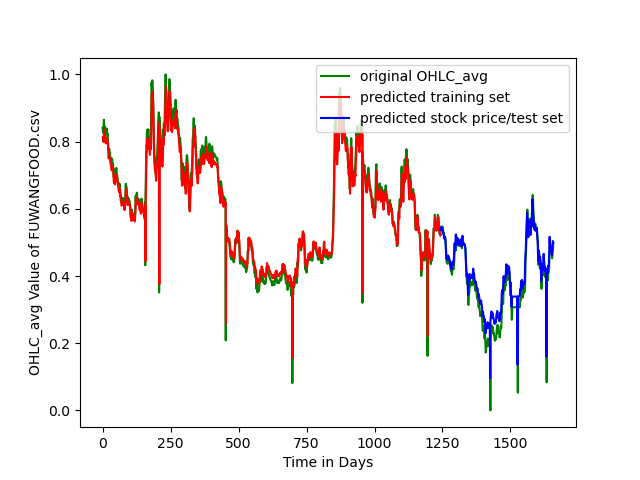 original OHLC_avg
predicted training set
predicted stock price/test set
OHLC_avg Value of FUWANGFOOD.csv
1.0
0.8
0.6
0.4
0.2
0.0
0 250 500 750 1000 1250 1500
Time in Days